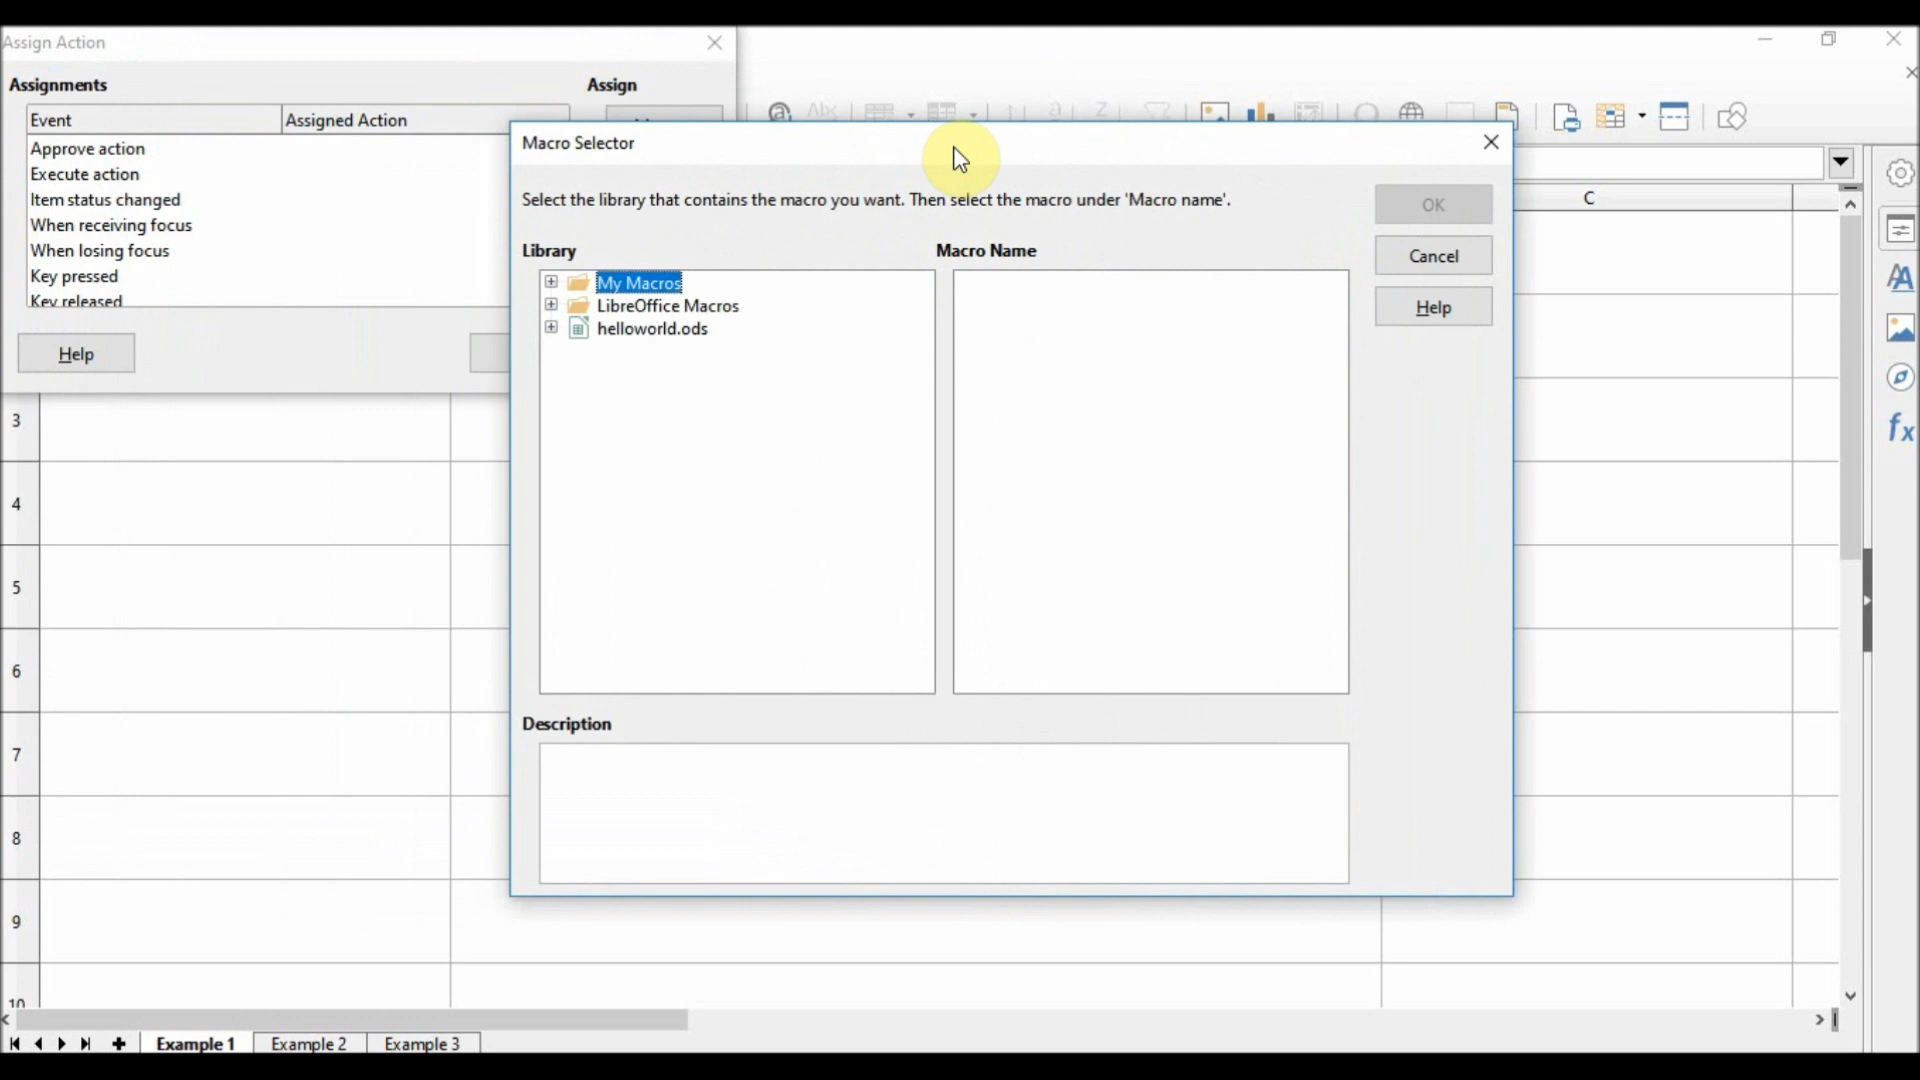 Assign Action
Assignments
Assign
Event
Assigned Action
Approve action
Execute action
Item status changed
When receiving focus
When losing focus
Key pressed
Key released
Help
Macro Selector
Select the library that contains the macro you want. Then select the macro under 'Macro name'.
OK
Cancel
Help
Library
Macro Name
My Macros
LibreOffice Macros
helloworld.ods
Description
C
fx
3
4
5
6
7
8
9
10
Example 1
Example 2
Example 3